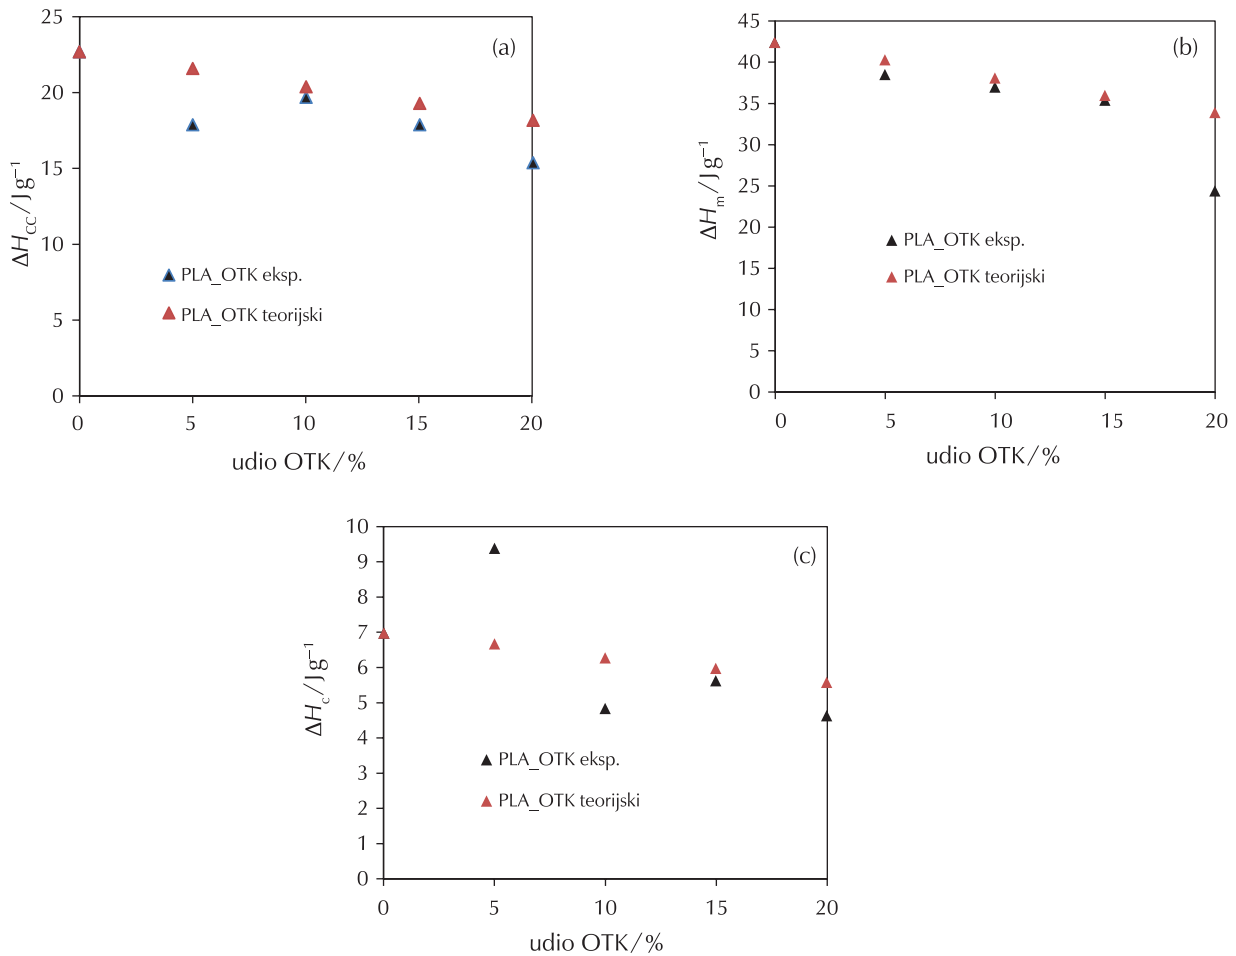 25
20
15
10
5
0
ΔH_CC/Jg⁻¹
(a)
PLA_OTK eksp.
PLA_OTK teorijski
0 5 10 15 20
udio OTK/%
45
40
35
30
25
20
15
10
5
0
ΔH_m/Jg⁻¹
(b)
PLA_OTK eksp.
PLA_OTK teorijski
0 5 10 15 20
udio OTK/%
10
9
8
7
6
5
4
3
2
1
0
ΔH_c/Jg⁻¹
(c)
PLA_OTK eksp.
PLA_OTK teorijski
0 5 10 15 20
udio OTK/%